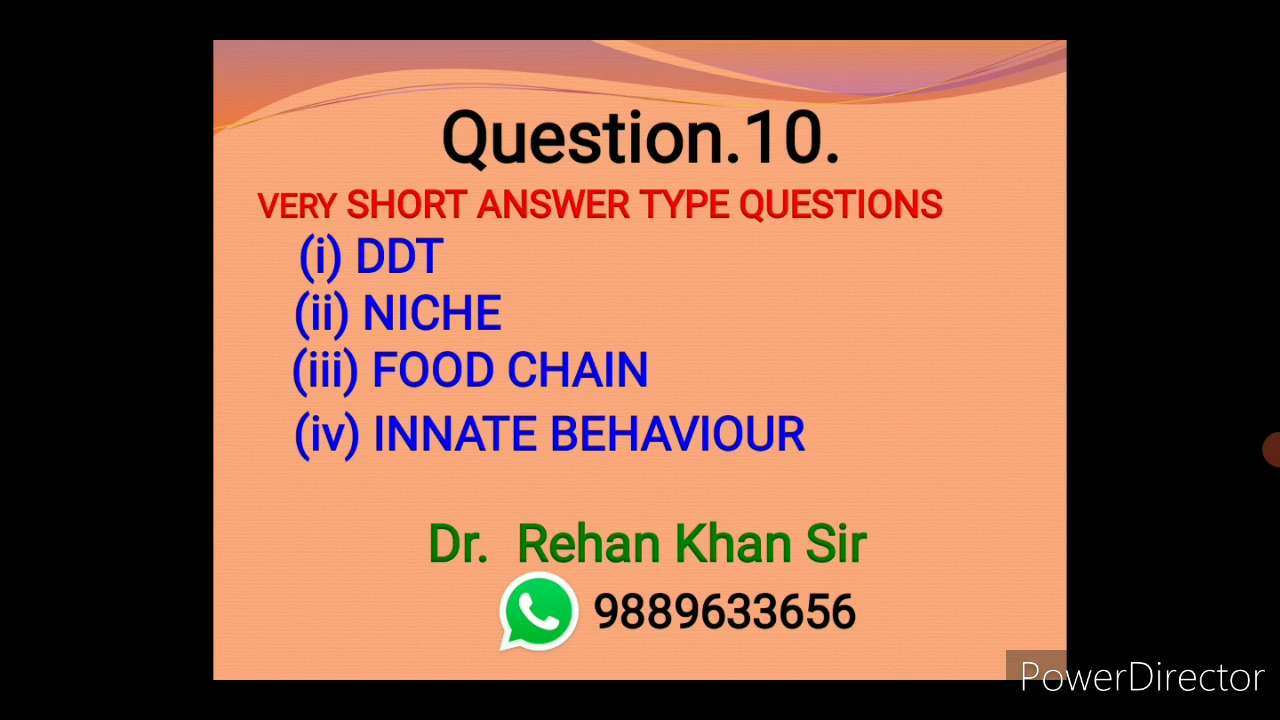 Question.10.
VERY SHORT ANSWER TYPE QUESTIONS
(i) DDT
(ii) NICHE
(iii) FOOD CHAIN
(iv) INNATE BEHAVIOUR
Dr. Rehan Khan Sir
9889633656
PowerDirector